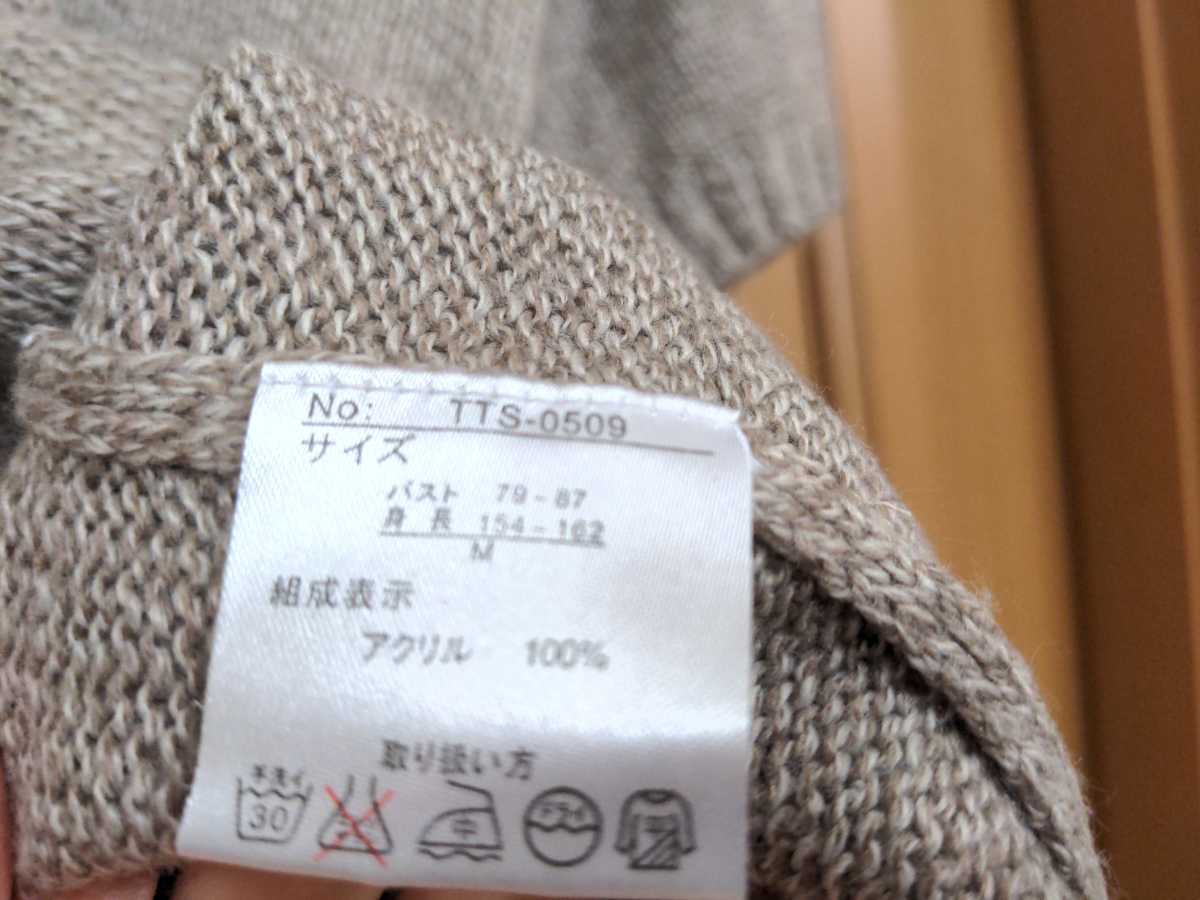 No: TTS-0509
サイズ
バスト 79-87
身長 154-162
M
組成表示
アクリル 100%
取り扱い方
手洗イ
30
中
ドライ